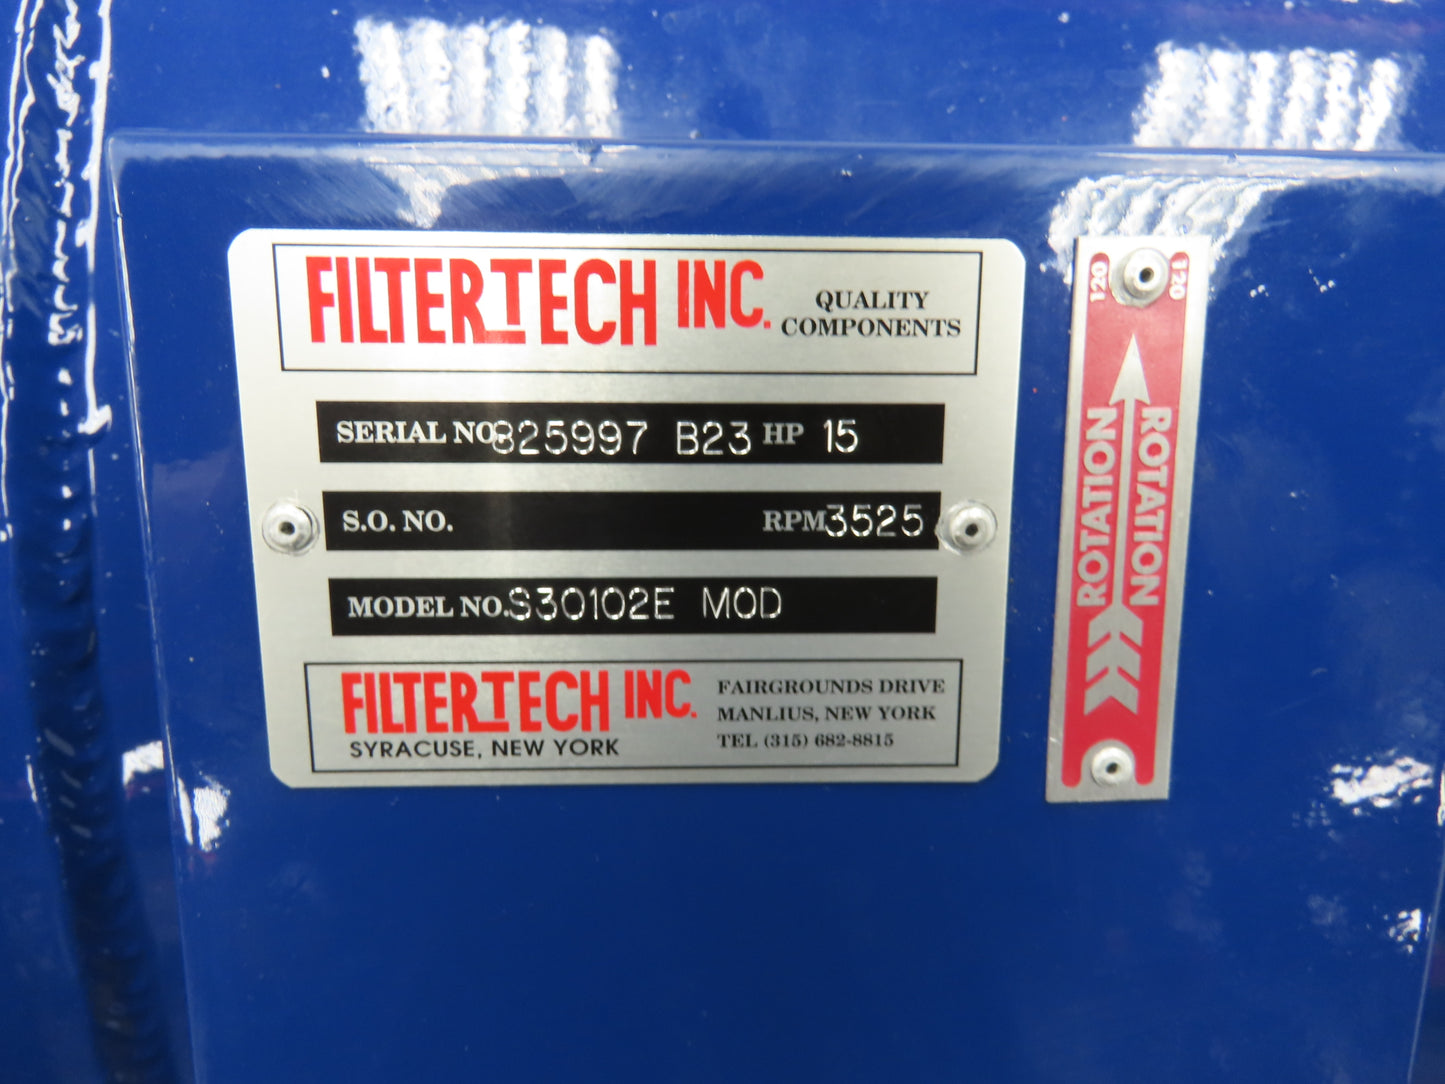 FILTERTECH INC. QUALITY
COMPONENTS
SERIAL NO. 825997 B23 HP 15
S.O. NO. RPM 3525
MODEL NO. S30102E MOD
FILTERTECH INC.
SYRACUSE, NEW YORK
FAIRGROUNDS DRIVE
MANLIUS, NEW YORK
TEL (315) 682-8815
120 120
ROTATION
ROTATION